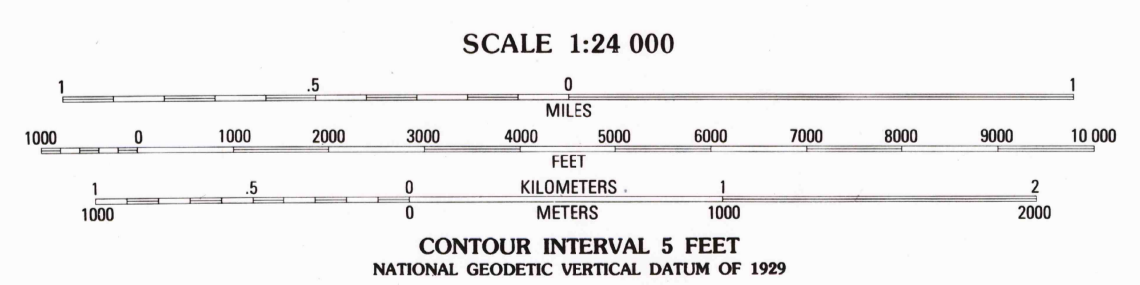 SCALE 1:24 000
1 .5 0 1
MILES
1000 0 1000 2000 3000 4000 5000 6000 7000 8000 9000 10 000
FEET
1 .5 0 KILOMETERS 1 2
1000 0 METERS 1000 2000
CONTOUR INTERVAL 5 FEET
NATIONAL GEODETIC VERTICAL DATUM OF 1929